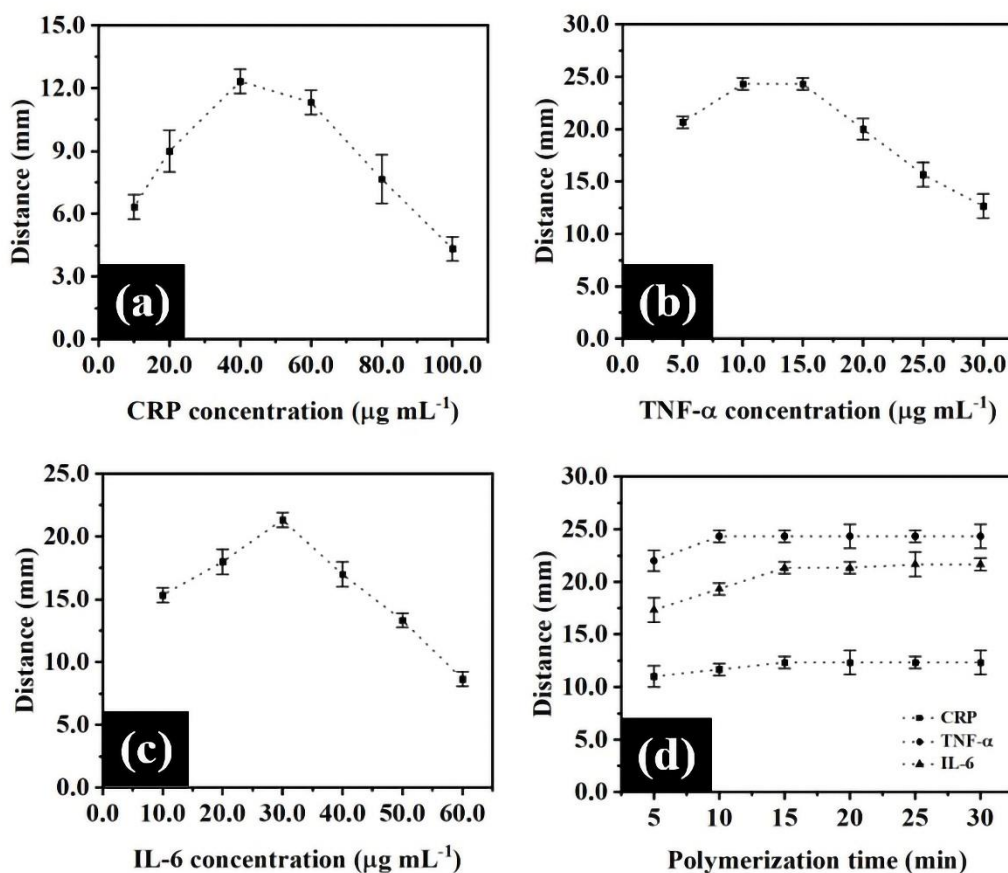 15.0
12.0
9.0
6.0
3.0
0.0
Distance (mm)
(a)
0.0 20.0 40.0 60.0 80.0 100.0
CRP concentration (μg mL⁻¹)
30.0
25.0
20.0
15.0
10.0
5.0
0.0
Distance (mm)
(b)
0.0 5.0 10.0 15.0 20.0 25.0 30.0
TNF-α concentration (μg mL⁻¹)
25.0
20.0
15.0
10.0
5.0
0.0
Distance (mm)
(c)
0.0 10.0 20.0 30.0 40.0 50.0 60.0
IL-6 concentration (μg mL⁻¹)
30.0
25.0
20.0
15.0
10.0
5.0
0.0
Distance (mm)
CRP
TNF-α
IL-6
(d)
5 10 15 20 25 30
Polymerization time (min)